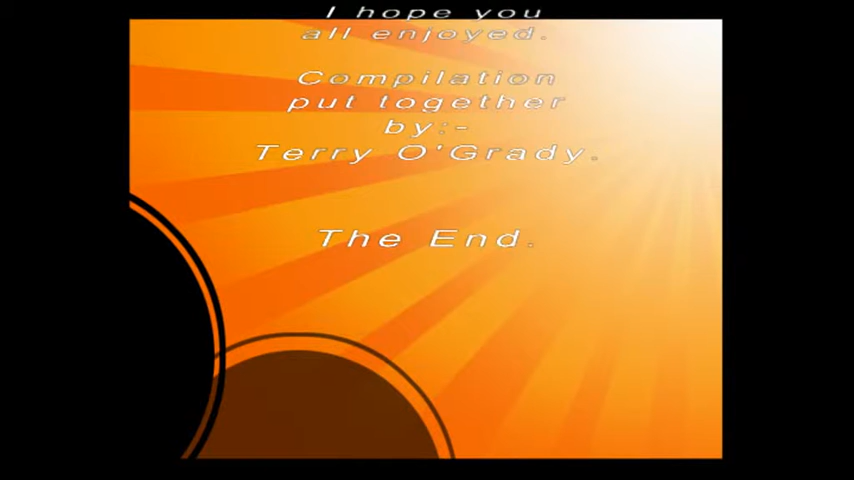 I hope you
all enjoyed.
Compilation
put together
by:-
Terry O'Grady.
The End.